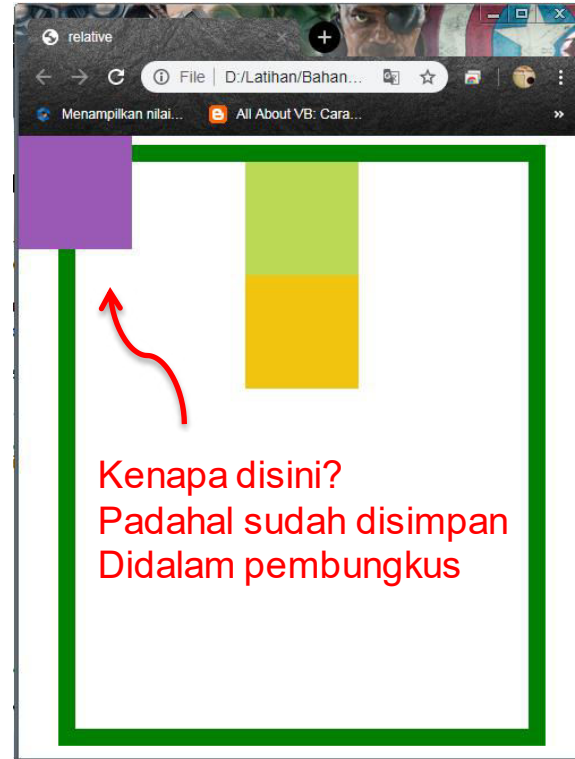 relative
File | D:/Latihan/Bahan...
Menampilkan nilai...
All About VB: Cara...
»
Kenapa disini?
Padahal sudah disimpan
Didalam pembungkus